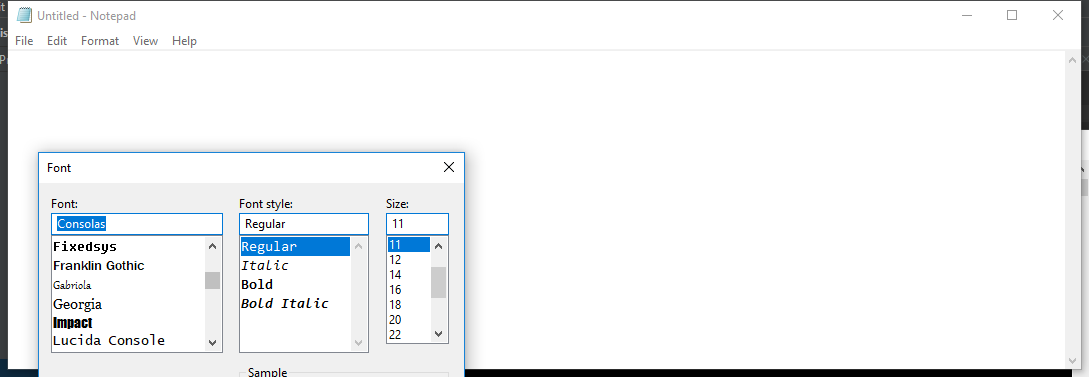 Untitled - Notepad
File Edit Format View Help
Font
Font: Font style: Size:
Consolas Regular 11
Fixedsys Regular 11
Franklin Gothic Italic 12
Gabriola Bold 14
Georgia Bold Italic 16
Impact 18
Lucida Console 20
22
Sample